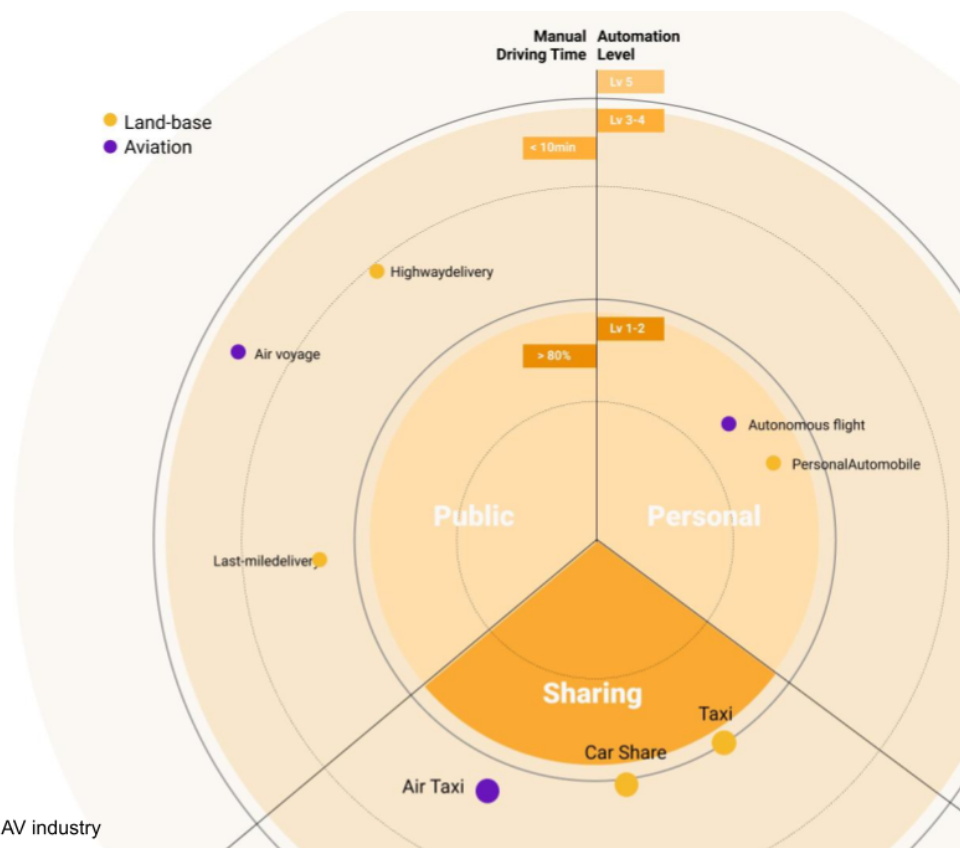 Manual Driving Time
Automation Level
Lv 5
Lv 3-4
< 10min
Land-base
Aviation
Highwaydelivery
Air voyage
Lv 1-2
> 80%
Autonomous flight
PersonalAutomobile
Public
Personal
Last-miledelivery
Sharing
Taxi
Car Share
Air Taxi
AV industry